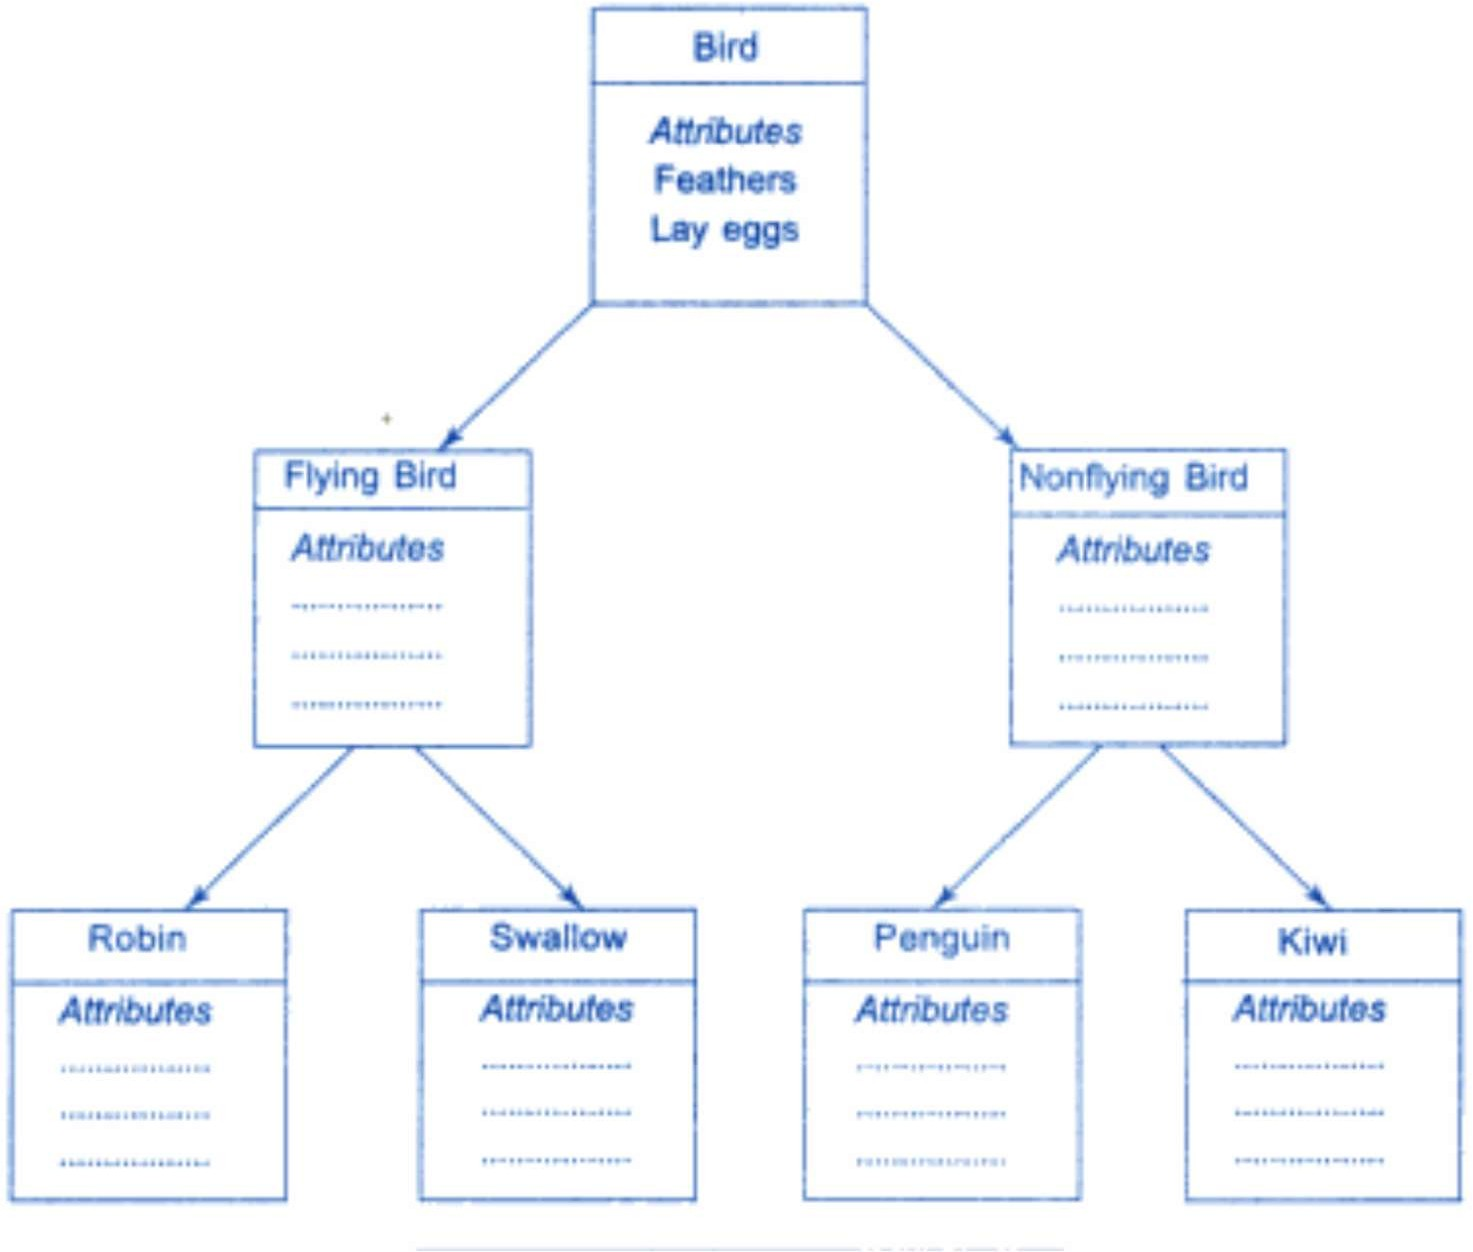 Bird
Attributes
Feathers
Lay eggs
Flying Bird
Attributes
Nonflying Bird
Attributes
Robin
Attributes
Swallow
Attributes
Penguin
Attributes
Kiwi
Attributes